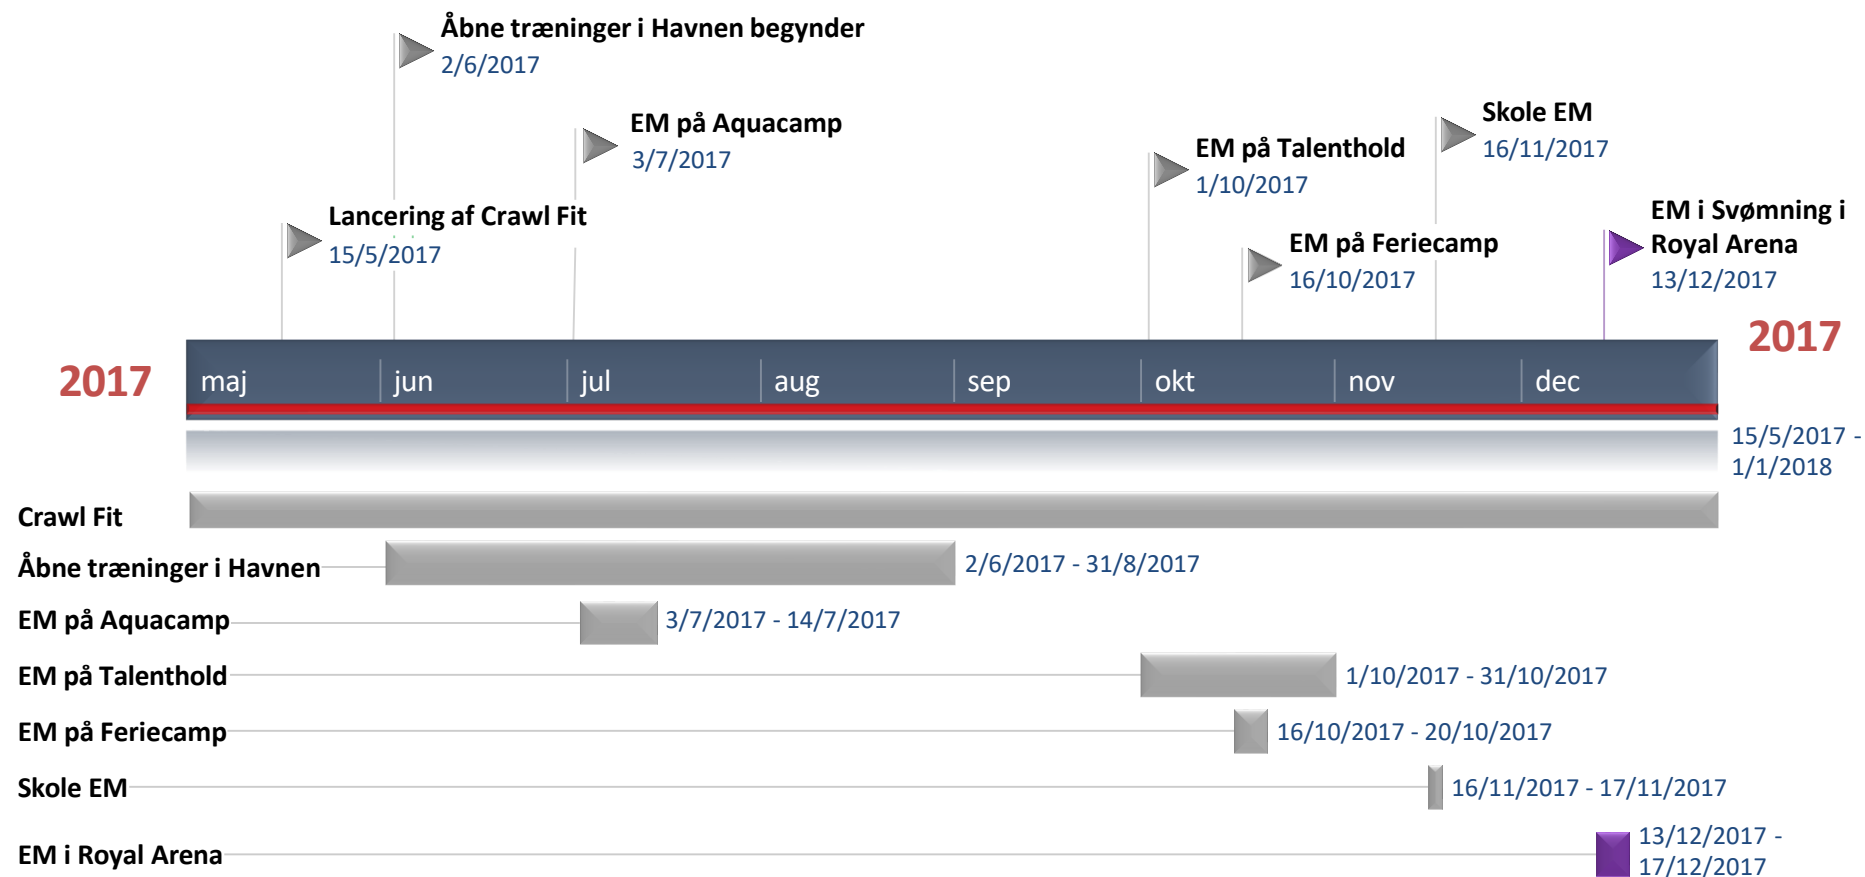 Åbne træninger i Havnen begynder
2/6/2017
EM på Aquacamp
3/7/2017
Skole EM
16/11/2017
EM på Talenthold
1/10/2017
Lancering af Crawl Fit
15/5/2017
EM på Feriecamp
16/10/2017
EM i Svømning i
Royal Arena
13/12/2017
2017
2017
maj jun jul aug sep okt nov dec
15/5/2017 -
1/1/2018
Crawl Fit
Åbne træninger i Havnen 2/6/2017 - 31/8/2017
EM på Aquacamp 3/7/2017 - 14/7/2017
EM på Talenthold 1/10/2017 - 31/10/2017
EM på Feriecamp 16/10/2017 - 20/10/2017
Skole EM 16/11/2017 - 17/11/2017
EM i Royal Arena 13/12/2017 -
17/12/2017